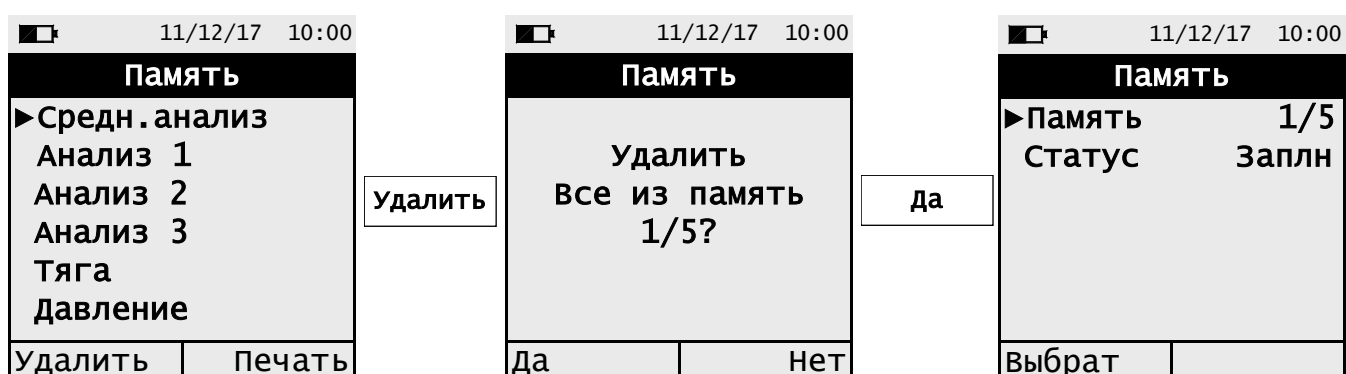 11/12/17 10:00
Память
►Средн.анализ
Анализ 1
Анализ 2
Анализ 3
Тяга
Давление
Удалить Печать
Удалить
11/12/17 10:00
Память
Удалить
Все из память
1/5?
Да Нет
Да
11/12/17 10:00
Память
►Память 1/5
Статус Заплн
Выбрат